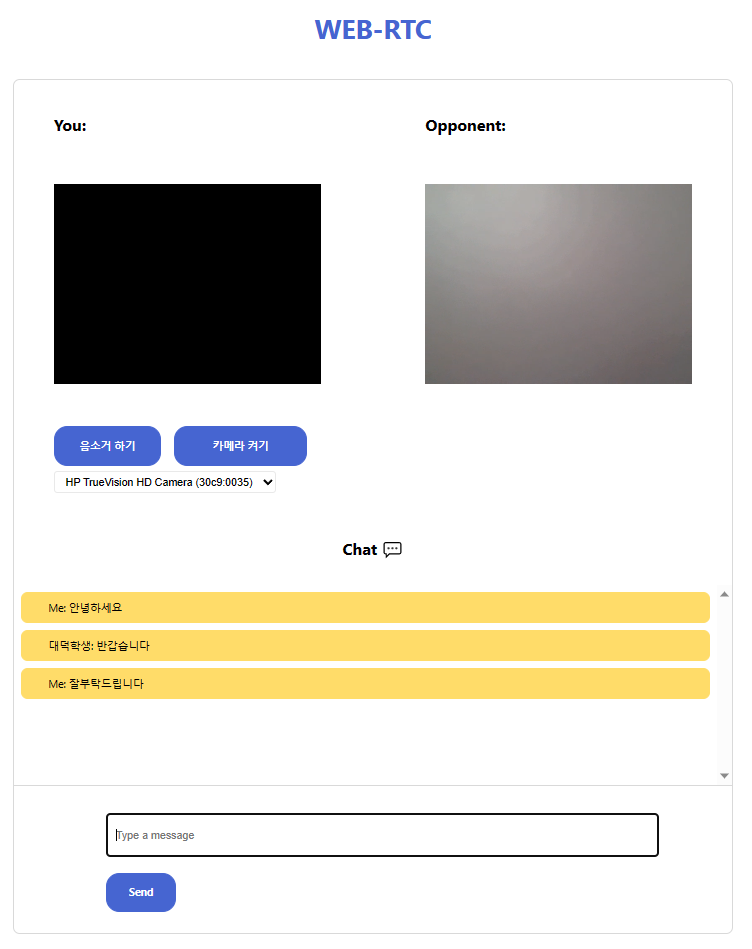 WEB-RTC
You:
Opponent:
음소거 하기
카메라 켜기
HP TrueVision HD Camera (30c9:0035)
Chat
Me: 안녕하세요
대덕학생: 반갑습니다
Me: 잘부탁드립니다
Type a message
Send